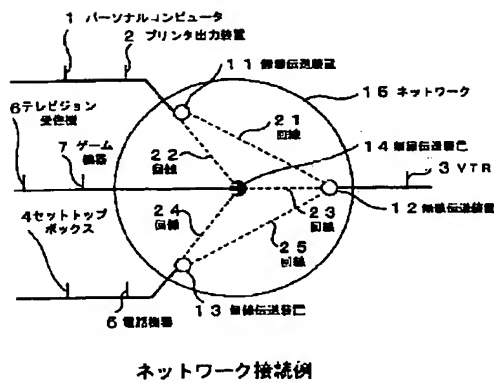 1 パーソナルコンピュータ
2 プリンタ出力装置
11 無線伝送装置
15 ネットワーク
6テレビジョン
受信機
21
回線
7 ゲーム
機器
22
回線
14 無線伝送装置
3 VTR
24
回線
23
回線
12 無線伝送装置
4セットトップ
ボックス
25
回線
13 無線伝送装置
5 電話機器
ネットワーク接続例